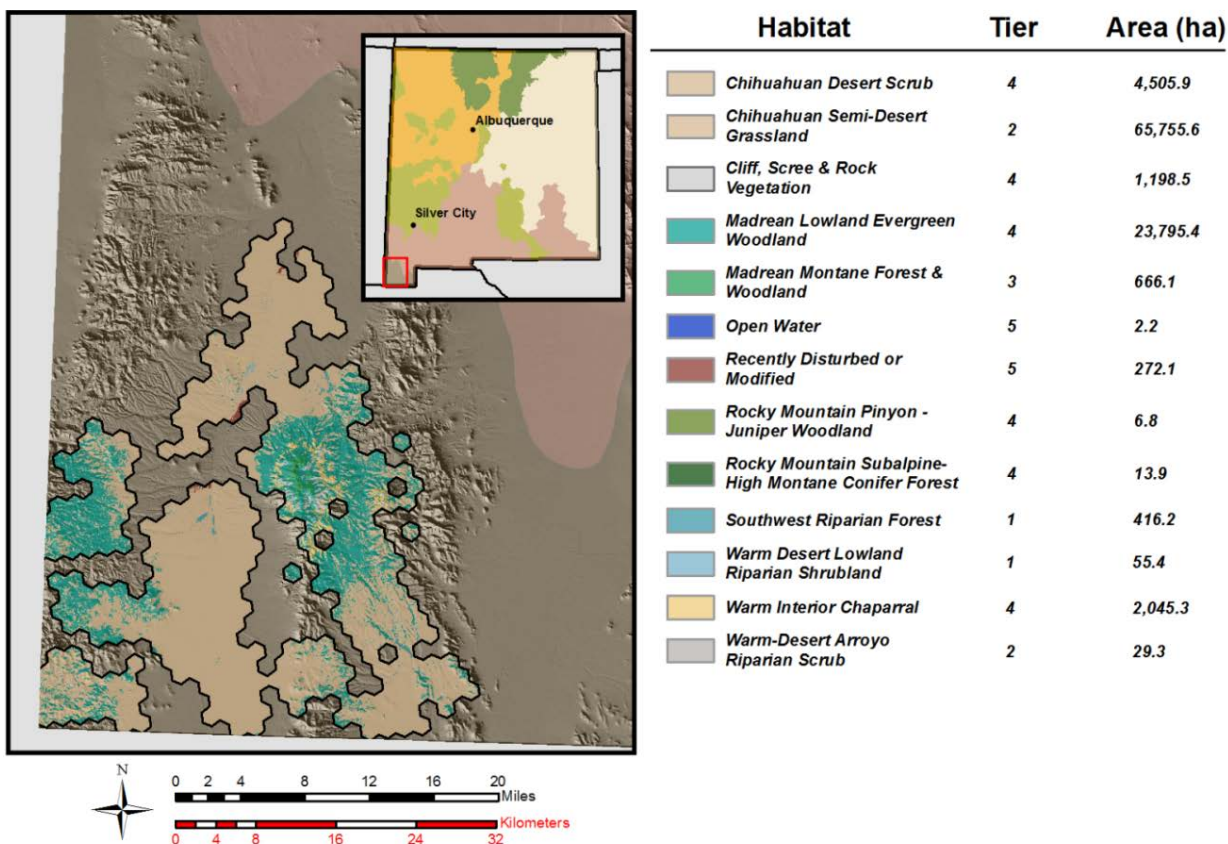 Albuquerque
Silver City
N
0 2 4 8 12 16 20
Miles
Kilometers
0 4 8 16 24 32
Habitat Tier Area (ha)
Chihuahuan Desert Scrub 4 4,505.9
Chihuahuan Semi-Desert
Grassland 2 65,755.6
Cliff, Scree & Rock
Vegetation 4 1,198.5
Madrean Lowland Evergreen
Woodland 4 23,795.4
Madrean Montane Forest &
Woodland 3 666.1
Open Water 5 2.2
Recently Disturbed or
Modified 5 272.1
Rocky Mountain Pinyon -
Juniper Woodland 4 6.8
Rocky Mountain Subalpine-
High Montane Conifer Forest 4 13.9
Southwest Riparian Forest 1 416.2
Warm Desert Lowland
Riparian Shrubland 1 55.4
Warm Interior Chaparral 4 2,045.3
Warm-Desert Arroyo
Riparian Scrub 2 29.3